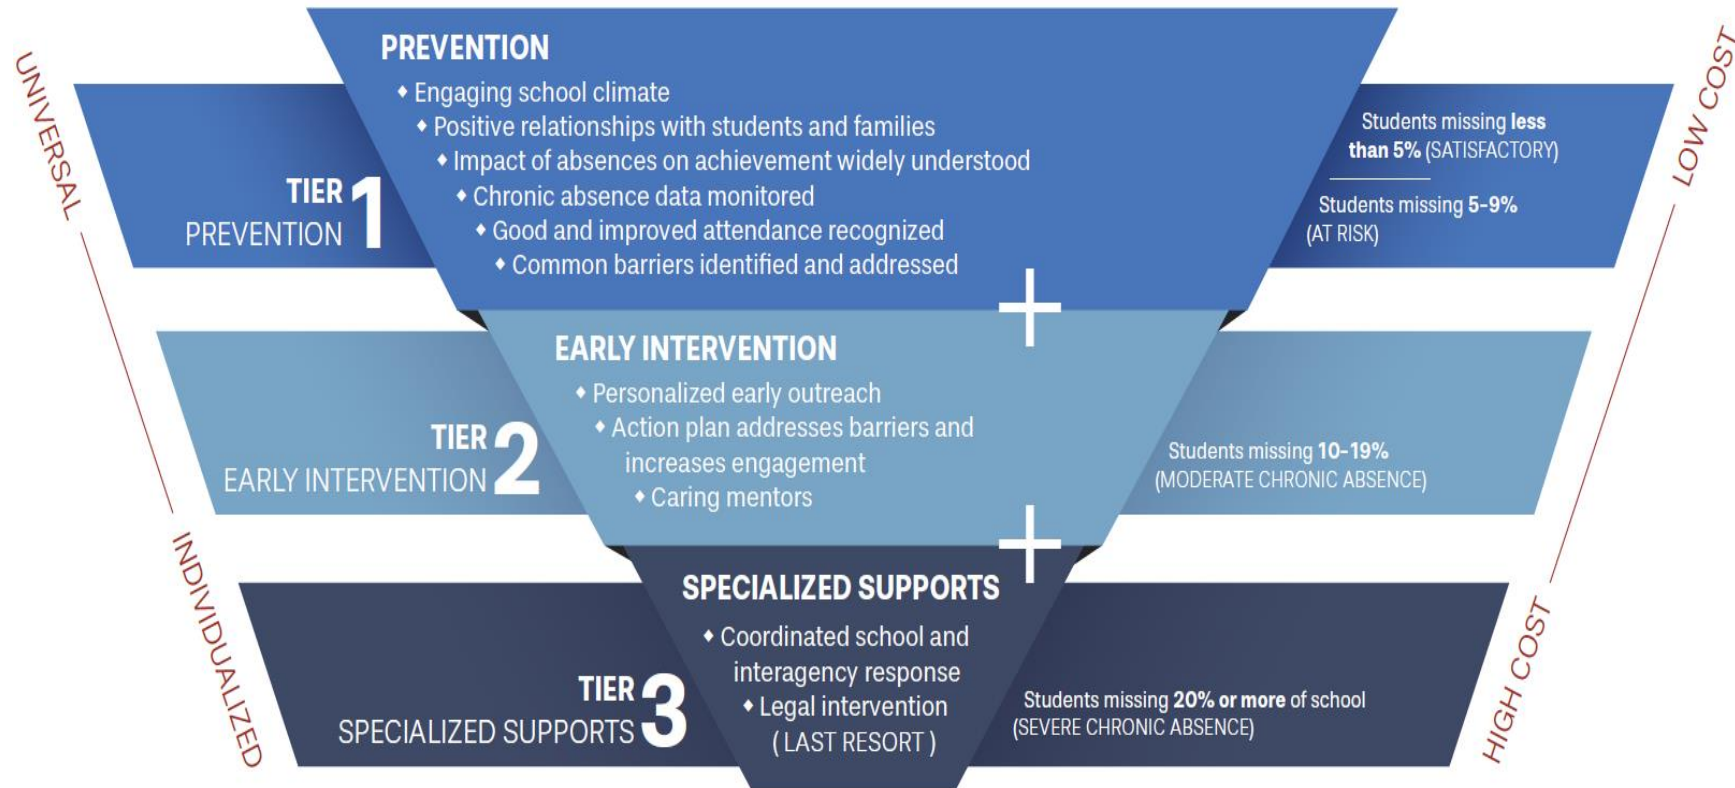 UNIVERSAL
INDIVIDUALIZED
TIER 1
PREVENTION
PREVENTION
♦ Engaging school climate
♦ Positive relationships with students and families
♦ Impact of absences on achievement widely understood
♦ Chronic absence data monitored
♦ Good and improved attendance recognized
♦ Common barriers identified and addressed
Students missing less
than 5% (SATISFACTORY)
Students missing 5-9%
(AT RISK)
+
TIER 2
EARLY INTERVENTION
EARLY INTERVENTION
♦ Personalized early outreach
♦ Action plan addresses barriers and
increases engagement
♦ Caring mentors
Students missing 10-19%
(MODERATE CHRONIC ABSENCE)
+
TIER 3
SPECIALIZED SUPPORTS
SPECIALIZED SUPPORTS
♦ Coordinated school and
interagency response
♦ Legal intervention
( LAST RESORT )
Students missing 20% or more of school
(SEVERE CHRONIC ABSENCE)
LOW COST
HIGH COST